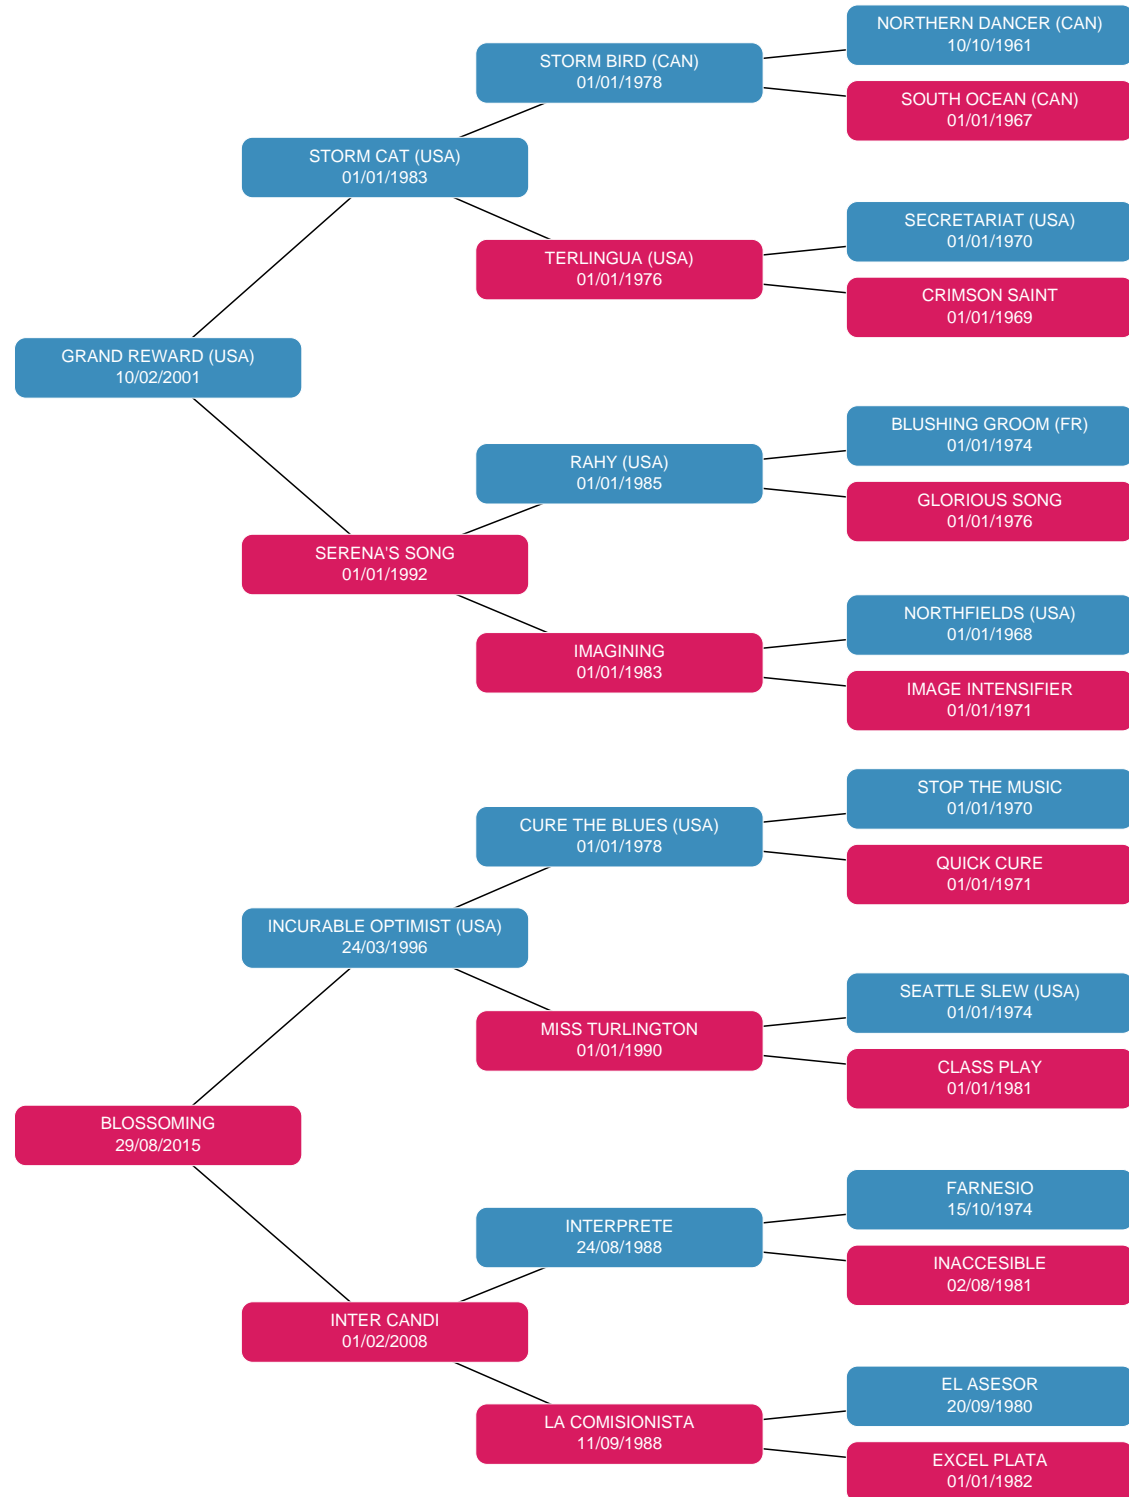 NORTHERN DANCER (CAN)
10/10/1961
STORM BIRD (CAN)
01/01/1978
SOUTH OCEAN (CAN)
01/01/1967
STORM CAT (USA)
01/01/1983
SECRETARIAT (USA)
01/01/1970
TERLINGUA (USA)
01/01/1976
CRIMSON SAINT
01/01/1969
GRAND REWARD (USA)
10/02/2001
BLUSHING GROOM (FR)
01/01/1974
RAHY (USA)
01/01/1985
GLORIOUS SONG
01/01/1976
SERENA'S SONG
01/01/1992
NORTHFIELDS (USA)
01/01/1968
IMAGINING
01/01/1983
IMAGE INTENSIFIER
01/01/1971
STOP THE MUSIC
01/01/1970
CURE THE BLUES (USA)
01/01/1978
QUICK CURE
01/01/1971
INCURABLE OPTIMIST (USA)
24/03/1996
SEATTLE SLEW (USA)
01/01/1974
MISS TURLINGTON
01/01/1990
CLASS PLAY
01/01/1981
BLOSSOMING
29/08/2015
FARNESIO
15/10/1974
INTERPRETE
24/08/1988
INACCESIBLE
02/08/1981
INTER CANDI
01/02/2008
EL ASESOR
20/09/1980
LA COMISIONISTA
11/09/1988
EXCEL PLATA
01/01/1982